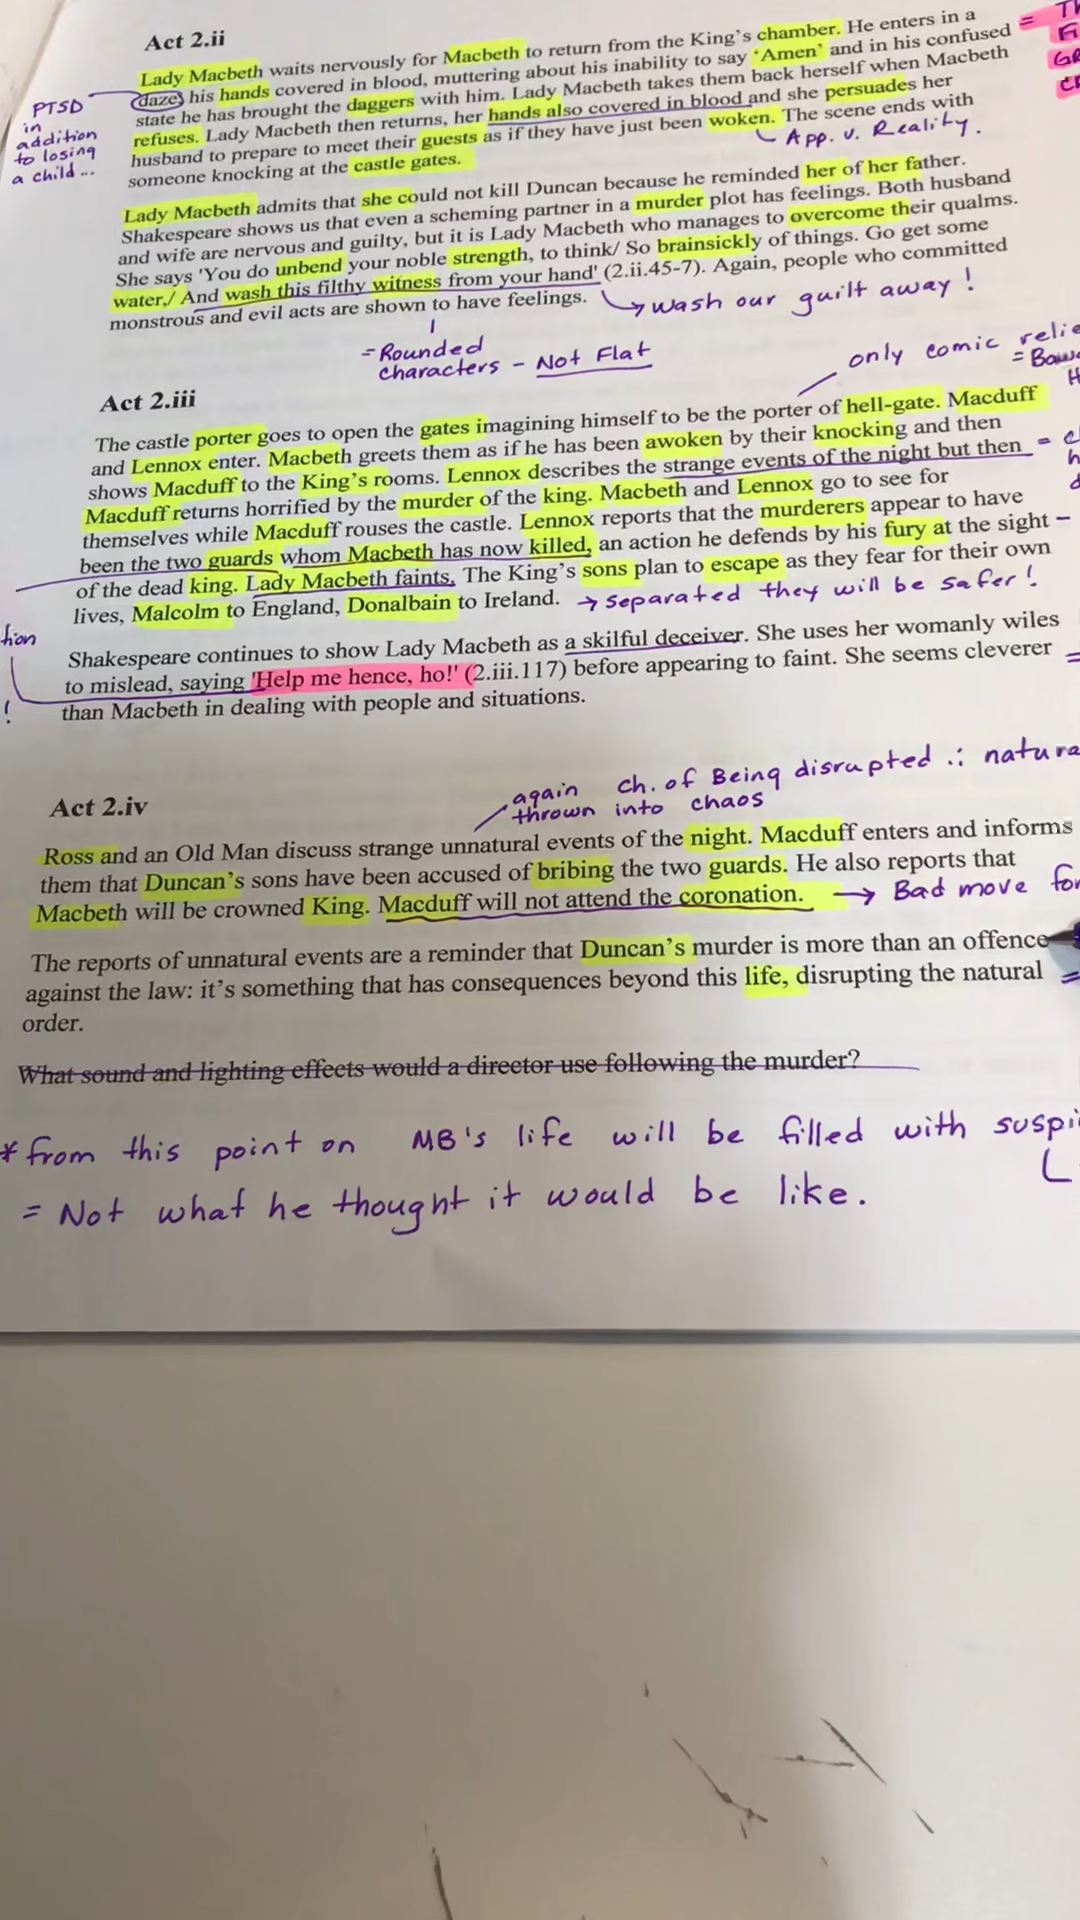 Act 2.ii
Lady Macbeth waits nervously for Macbeth to return from the King's chamber. He enters in a
daze, his hands covered in blood, muttering about his inability to say 'Amen' and in his confused
state he has brought the daggers with him. Lady Macbeth takes them back herself when Macbeth
refuses. Lady Macbeth then returns, her hands also covered in blood and she persuades her
husband to prepare to meet their guests as if they have just been woken. The scene ends with
someone knocking at the castle gates.
PTSD
in
addition
to losing
a child...
App. v. Reality.
Lady Macbeth admits that she could not kill Duncan because he reminded her of her father.
Shakespeare shows us that even a scheming partner in a murder plot has feelings. Both husband
and wife are nervous and guilty, but it is Lady Macbeth who manages to overcome their qualms.
She says 'You do unbend your noble strength, to think/ So brainsickly of things. Go get some
water,/ And wash this filthy witness from your hand' (2.ii.45-7). Again, people who committed
monstrous and evil acts are shown to have feelings.
→ wash our guilt away!
= Rounded
characters - Not Flat
only comic
Act 2.iii
The castle porter goes to open the gates imagining himself to be the porter of hell-gate. Macduff
and Lennox enter. Macbeth greets them as if he has been awoken by their knocking and then
shows Macduff to the King's rooms. Lennox describes the strange events of the night but then
Macduff returns horrified by the murder of the king. Macbeth and Lennox go to see for
themselves while Macduff rouses the castle. Lennox reports that the murderers appear to have
been the two guards whom Macbeth has now killed, an action he defends by his fury at the sight
of the dead king. Lady Macbeth faints. The King's sons plan to escape as they fear for their own
lives, Malcolm to England, Donalbain to Ireland.
→ separated they will be safer!
Shakespeare continues to show Lady Macbeth as a skilful deceiver. She uses her womanly wiles
to mislead, saying 'Help me hence, ho!' (2.iii.117) before appearing to faint. She seems cleverer
than Macbeth in dealing with people and situations.
again ch. of Being disrupted ∴
thrown into chaos
Act 2.iv
Ross and an Old Man discuss strange unnatural events of the night. Macduff enters and informs
them that Duncan's sons have been accused of bribing the two guards. He also reports that
Macbeth will be crowned King. Macduff will not attend the coronation.
→ Bad move for
The reports of unnatural events are a reminder that Duncan's murder is more than an offence
against the law: it's something that has consequences beyond this life, disrupting the natural
order.
What sound and lighting effects would a director use following the murder?
* from this point on MB's life will be filled with
= Not what he thought it would be like.